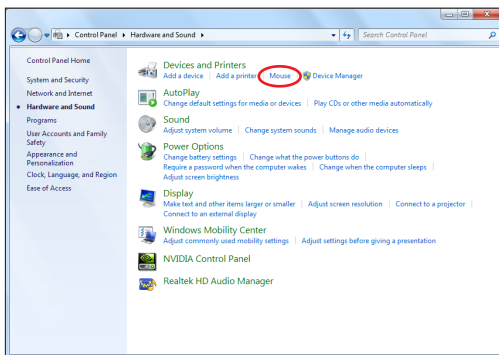 Control Panel ▸ Hardware and Sound ▸
Search Control Panel
Control Panel Home
System and Security
Network and Internet
Hardware and Sound
Programs
User Accounts and Family
Safety
Appearance and
Personalization
Clock, Language, and Region
Ease of Access
Devices and Printers
Add a device | Add a printer | Mouse | Device Manager
AutoPlay
Change default settings for media or devices | Play CDs or other media automatically
Sound
Adjust system volume | Change system sounds | Manage audio devices
Power Options
Change battery settings | Change what the power buttons do |
Require a password when the computer wakes | Change when the computer sleeps |
Adjust screen brightness
Display
Make text and other items larger or smaller | Adjust screen resolution | Connect to a projector |
Connect to an external display
Windows Mobility Center
Adjust commonly used mobility settings | Adjust settings before giving a presentation
NVIDIA Control Panel
Realtek HD Audio Manager